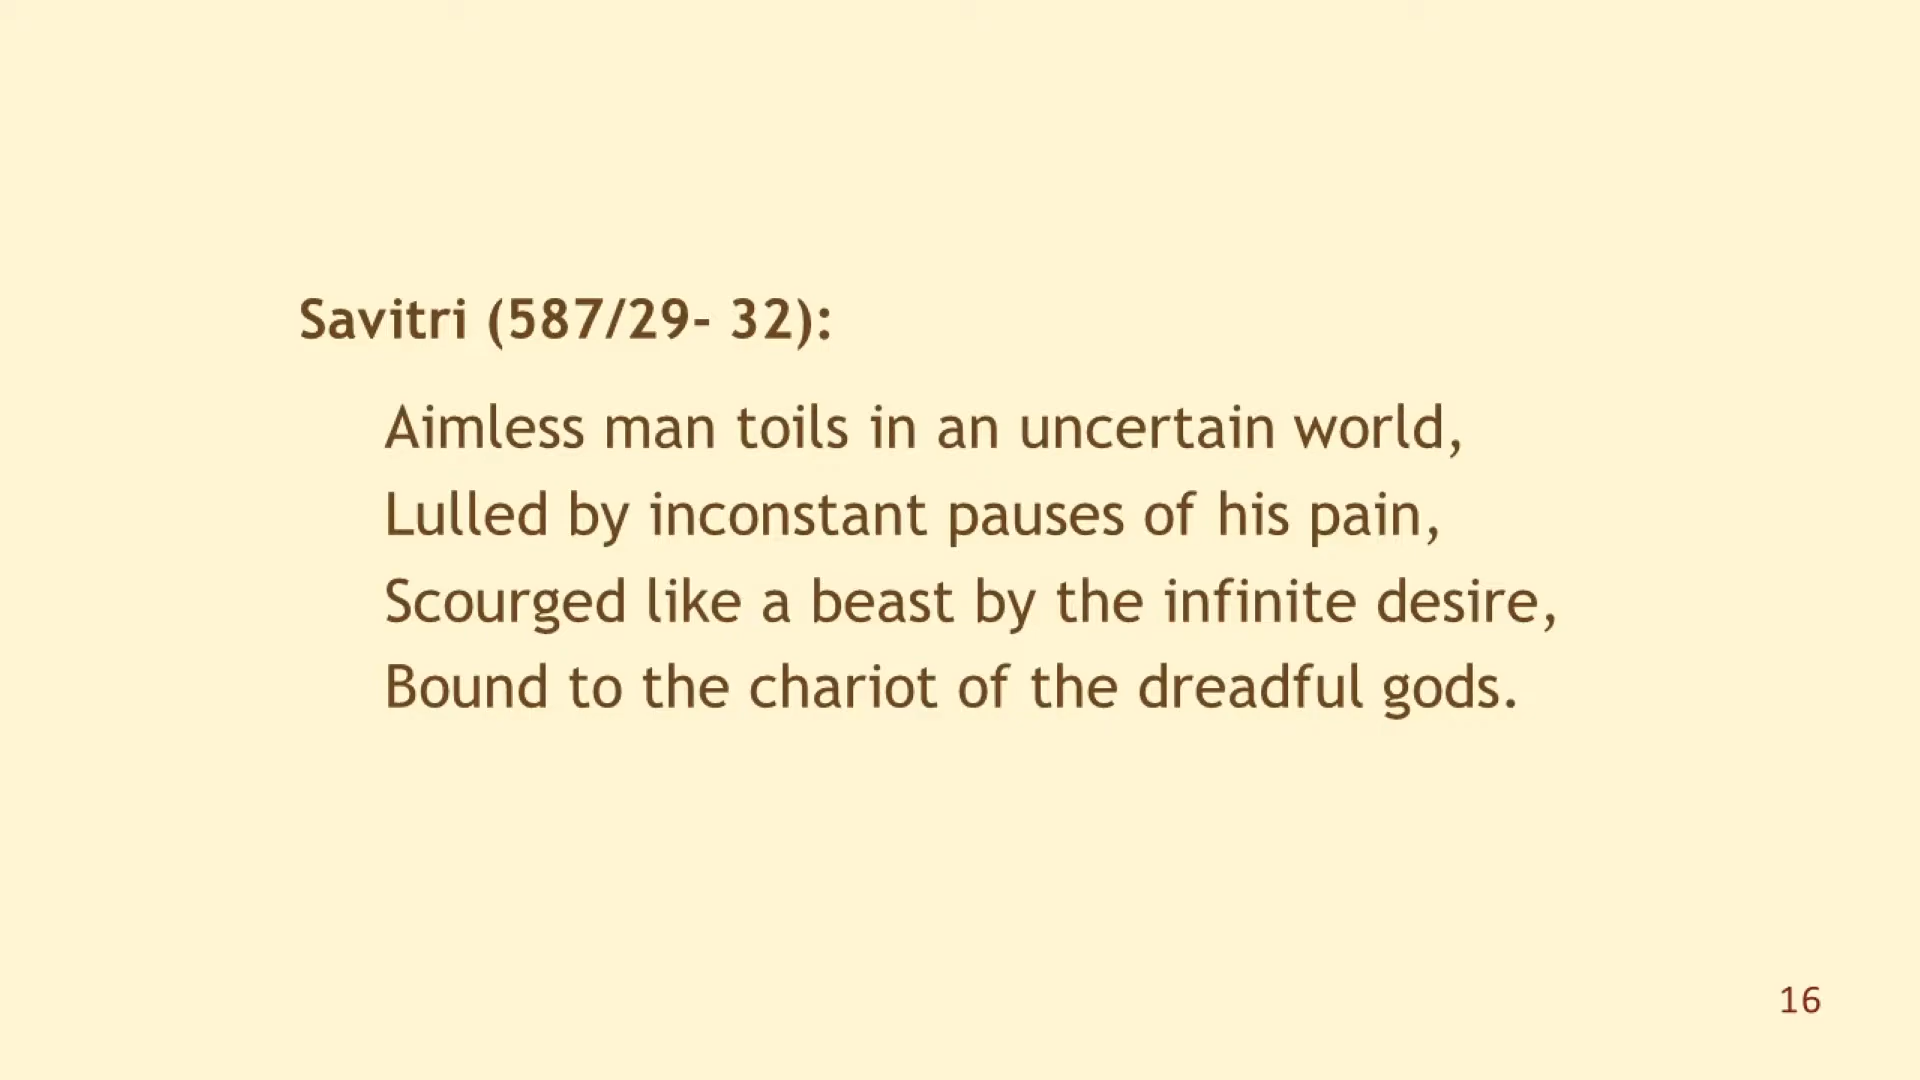 Savitri (587/29- 32):
Aimless man toils in an uncertain world,
Lulled by inconstant pauses of his pain,
Scourged like a beast by the infinite desire,
Bound to the chariot of the dreadful gods.
16